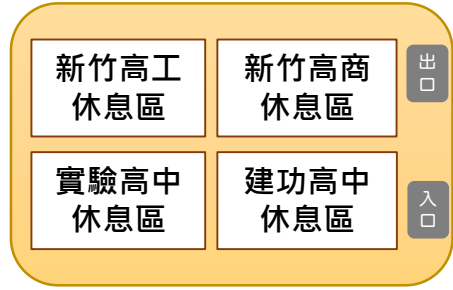 新竹高工
休息區
新竹高商
休息區
出口
實驗高中
休息區
建功高中
休息區
入口